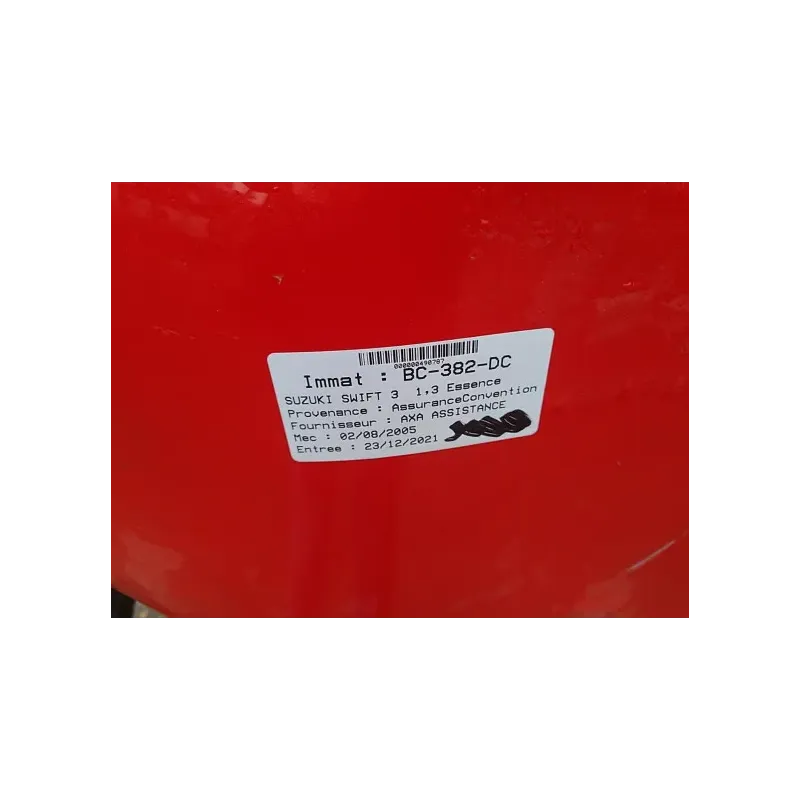 000000490787
Immat : BC-382-DC
SUZUKI SWIFT 3 1,3 Essence
Provenance : AssuranceConvention
Fournisseur : AXA ASSISTANCE
Mec : 02/08/2005
Entree : 23/12/2021